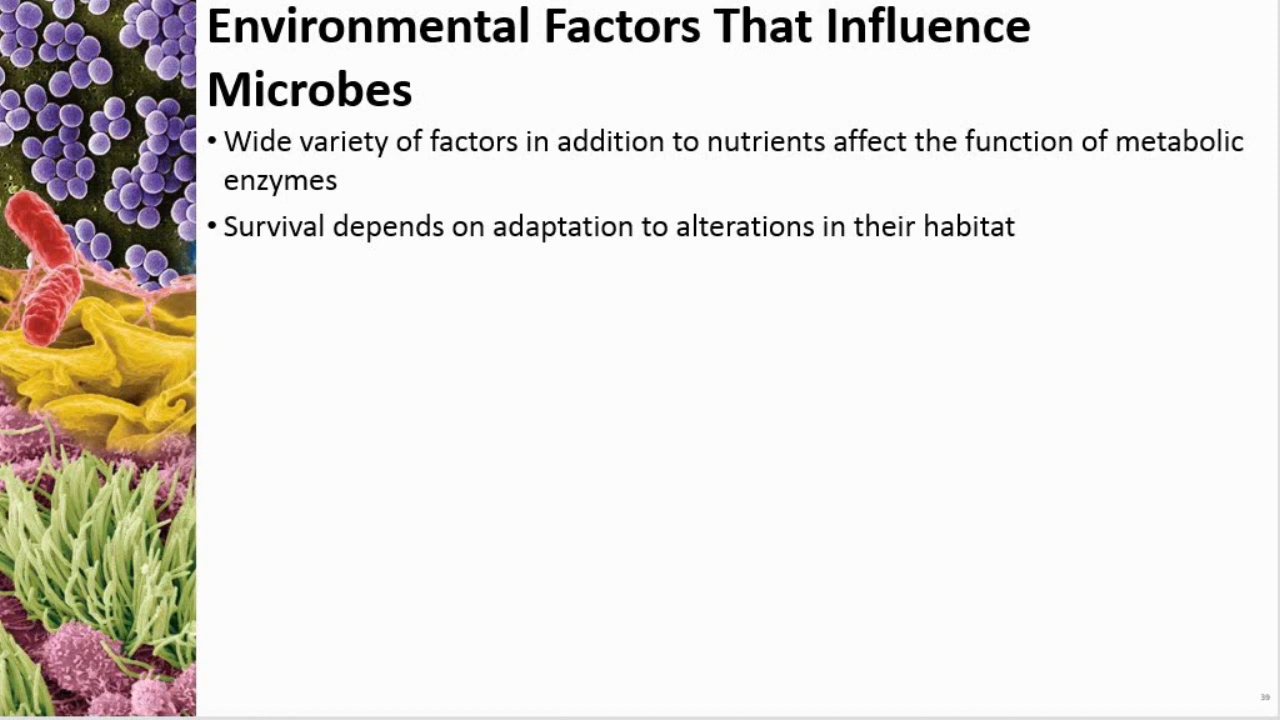 Environmental Factors That Influence
Microbes
• Wide variety of factors in addition to nutrients affect the function of metabolic
enzymes
• Survival depends on adaptation to alterations in their habitat
39